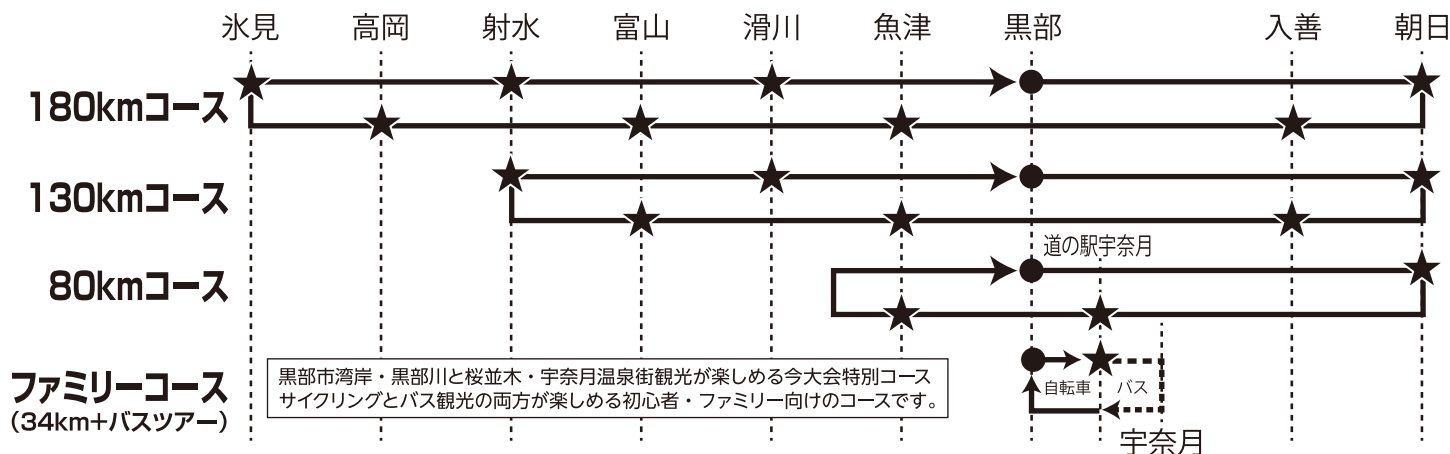 氷見 高岡 射水 富山 滑川 魚津 黒部 入善 朝日
180kmコース
130kmコース
道の駅宇奈月
80kmコース
ファミリーコース
(34km+バスツアー)
黒部市湾岸・黒部川と桜並木・宇奈月温泉街観光が楽しめる今大会特別コース
サイクリングとバス観光の両方が楽しめる初心者・ファミリー向けのコースです。
自転車 バス
宇奈月